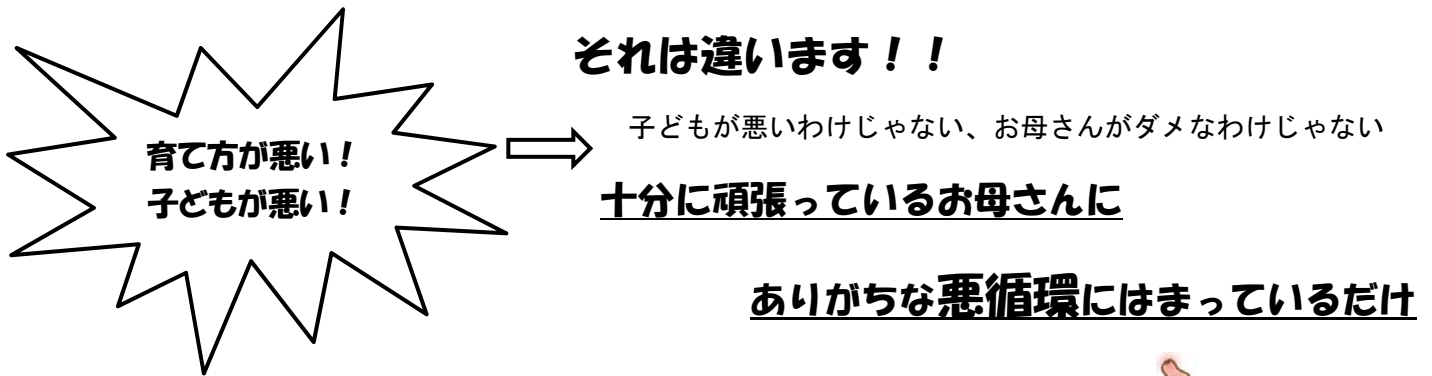 育て方が悪い!
子どもが悪い!
それは違います!!
子どもが悪いわけじゃない、お母さんがダメなわけじゃない
十分に頑張っているお母さんに
ありがちな悪循環にはまっているだけ